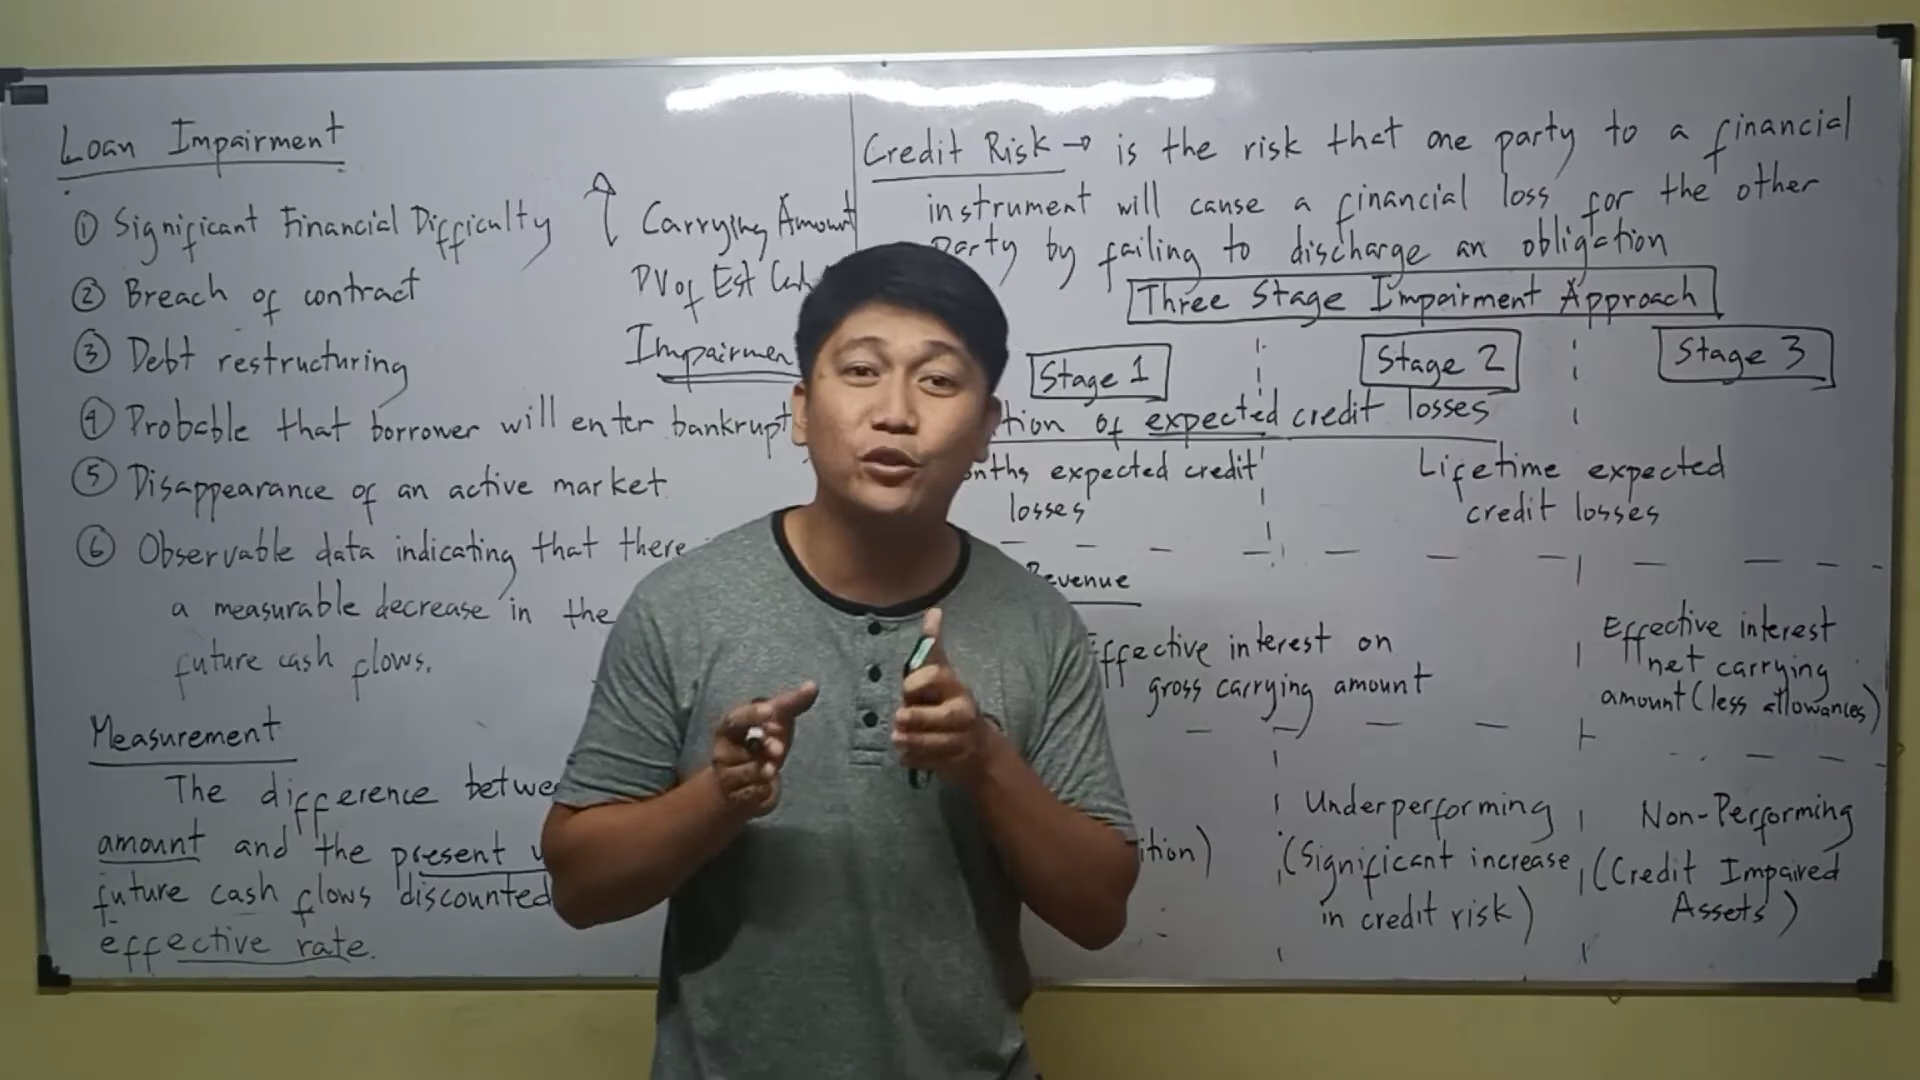 Loan Impairment
① Significant Financial Difficulty
② Breach of contract
③ Debt restructuring
④ Probable that borrower will enter bankrupt
⑤ Disappearance of an active market
⑥ Observable data indicating that there
a measurable decrease in the
future cash flows.
Carrying Amount
PV of Est Cash
Impairmen
Measurement
The difference betwe
amount and the present
future cash flows discounted
effective rate.
Credit Risk → is the risk that one party to a financial
instrument will cause a financial loss for the other
party by failing to discharge an obligation
Three Stage Impairment Approach
Stage 1 Stage 2 Stage 3
tion of expected credit losses
onths expected credit
losses
Lifetime expected
credit losses
Revenue
Effective interest on
gross carrying amount
Effective interest
net carrying
amount (less allowances)
ition)
Underperforming
(Significant increase
in credit risk)
Non-Performing
(Credit Impaired
Assets)